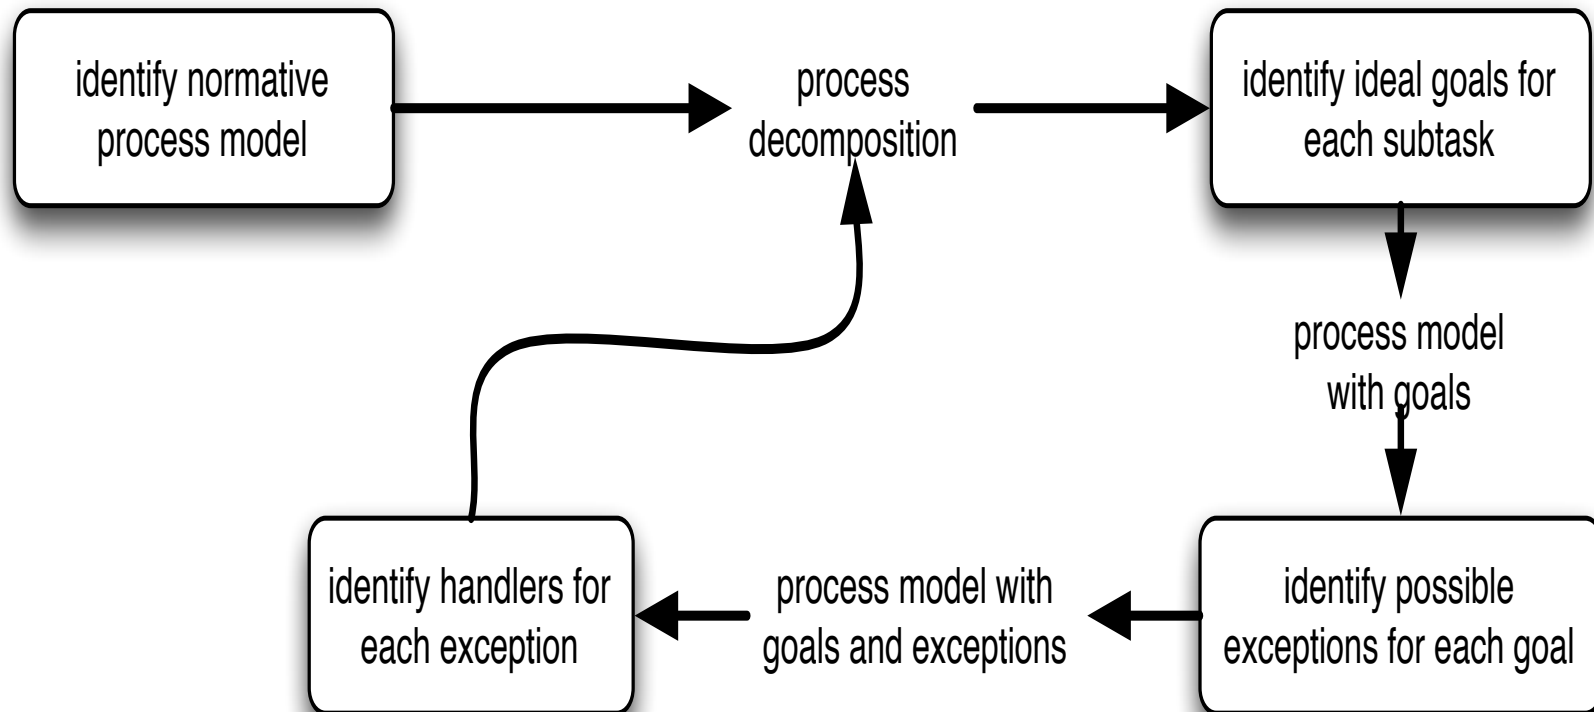 identify normative
process model
process
decomposition
identify ideal goals for
each subtask
process model
with goals
identify possible
exceptions for each goal
process model with
goals and exceptions
identify handlers for
each exception